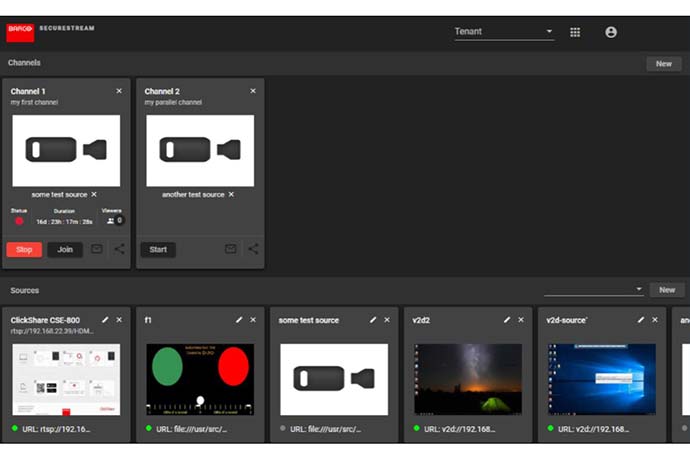 BARCO SECURESTREAM
Tenant
Channels
New
Channel 1
my first channel
some test source
Status Duration Viewers
16d : 23h : 17m : 28s 0
Stop Join
Channel 2
my parallel channel
another test source
Start
Sources
New
ClickShare CSE-800
rtsp://192.168.22.39/HDM...
URL: rtsp://192.16...
f1
URL: file:///usr/src/...
some test source
URL: file:///usr/src/...
v2d2
URL: v2d://192.168...
v2d-source'
URL: v2d://192.168...